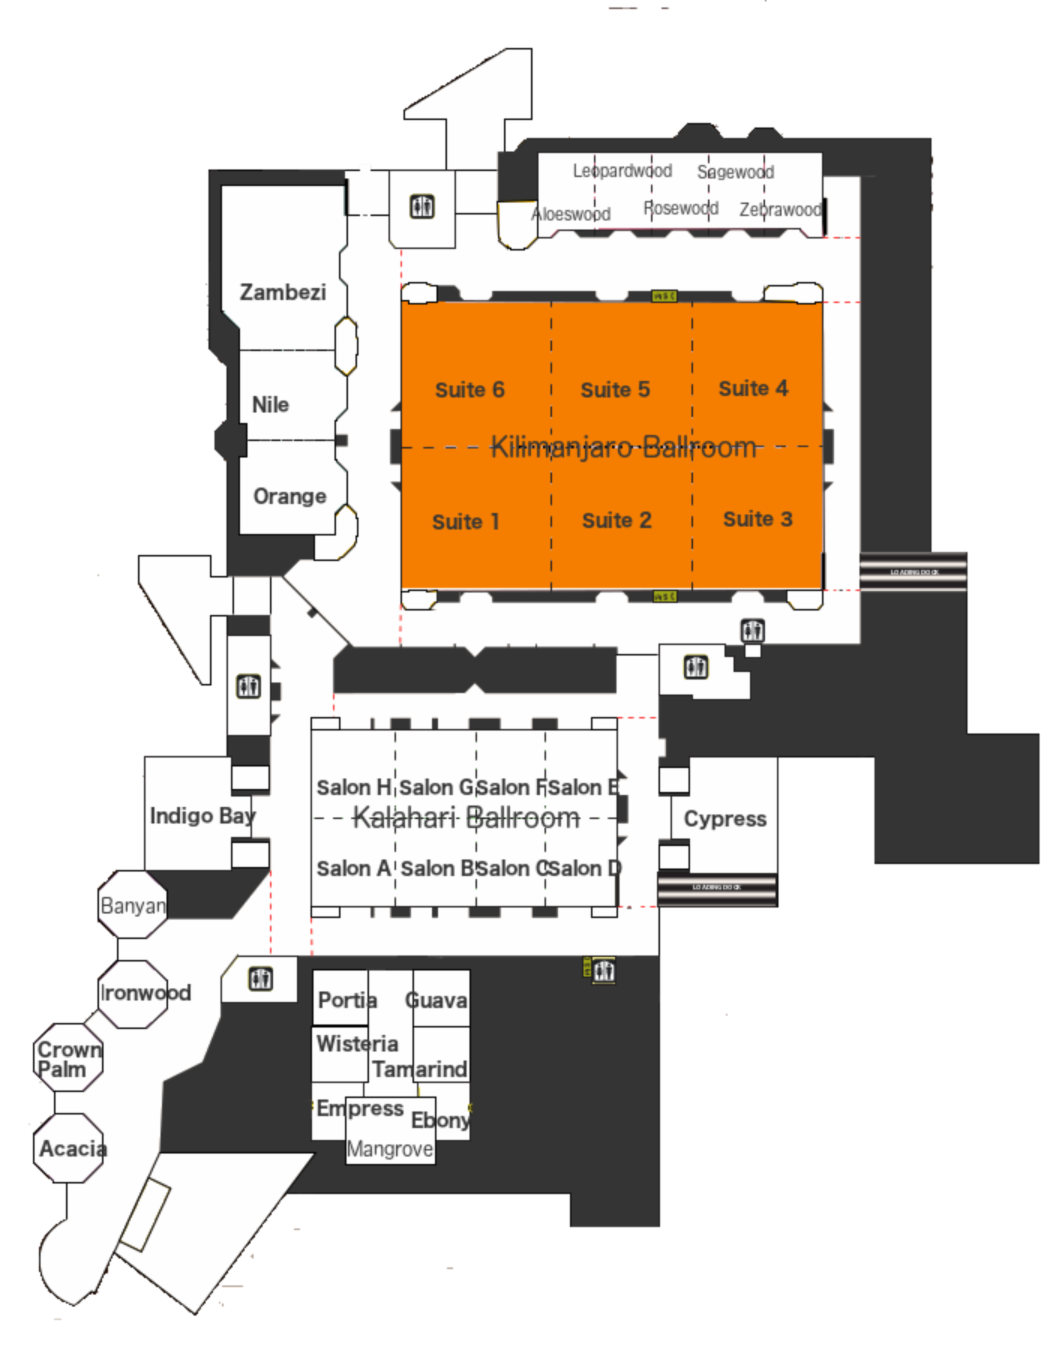 Leopardwood
Sagewood
Aloeswood
Rosewood
Zebrawood
Zambezi
Nile
Orange
Suite 6
Suite 5
Suite 4
Kilimanjaro Ballroom
Suite 1
Suite 2
Suite 3
LOADING DOCK
Salon H
Salon G
Salon F
Salon E
Kalahari Ballroom
Salon A
Salon B
Salon C
Salon D
Indigo Bay
Cypress
LOADING DOCK
Banyan
Ironwood
Crown
Palm
Acacia
Portia
Guava
Wisteria
Tamarind
Empress
Ebony
Mangrove